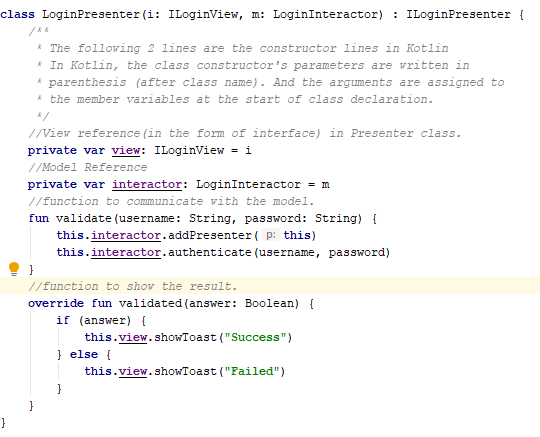 class LoginPresenter(i: ILoginView, m: LoginInteractor) : ILoginPresenter {
    /**
     * The following 2 lines are the constructor lines in Kotlin
     * In Kotlin, the class constructor's parameters are written in
     * parenthesis (after class name). And the arguments are assigned to
     * the member variables at the start of class declaration.
     */
    //View reference(in the form of interface) in Presenter class.
    private var view: ILoginView = i
    //Model Reference
    private var interactor: LoginInteractor = m
    //function to communicate with the model.
    fun validate(username: String, password: String) {
        this.interactor.addPresenter( p: this)
        this.interactor.authenticate(username, password)
    }
    //function to show the result.
    override fun validated(answer: Boolean) {
        if (answer) {
            this.view.showToast("Success")
        } else {
            this.view.showToast("Failed")
        }
    }
}